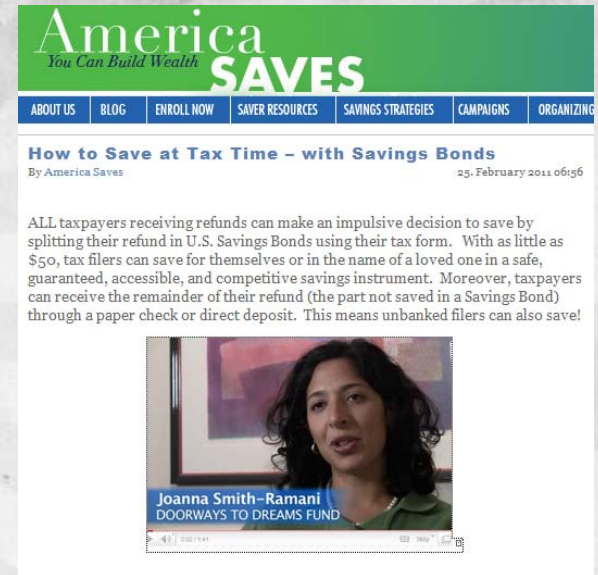 America
You Can Build Wealth
SAVES
ABOUT US BLOG ENROLL NOW SAVER RESOURCES SAVINGS STRATEGIES CAMPAIGNS ORGANIZING
How to Save at Tax Time – with Savings Bonds
By America Saves 25. February 2011 06:56
ALL taxpayers receiving refunds can make an impulsive decision to save by
splitting their refund in U.S. Savings Bonds using their tax form. With as little as
$50, tax filers can save for themselves or in the name of a loved one in a safe,
guaranteed, accessible, and competitive savings instrument. Moreover, taxpayers
can receive the remainder of their refund (the part not saved in a Savings Bond)
through a paper check or direct deposit. This means unbanked filers can also save!
Joanna Smith-Ramani
DOORWAYS TO DREAMS FUND
0:02 / 1:41 360p